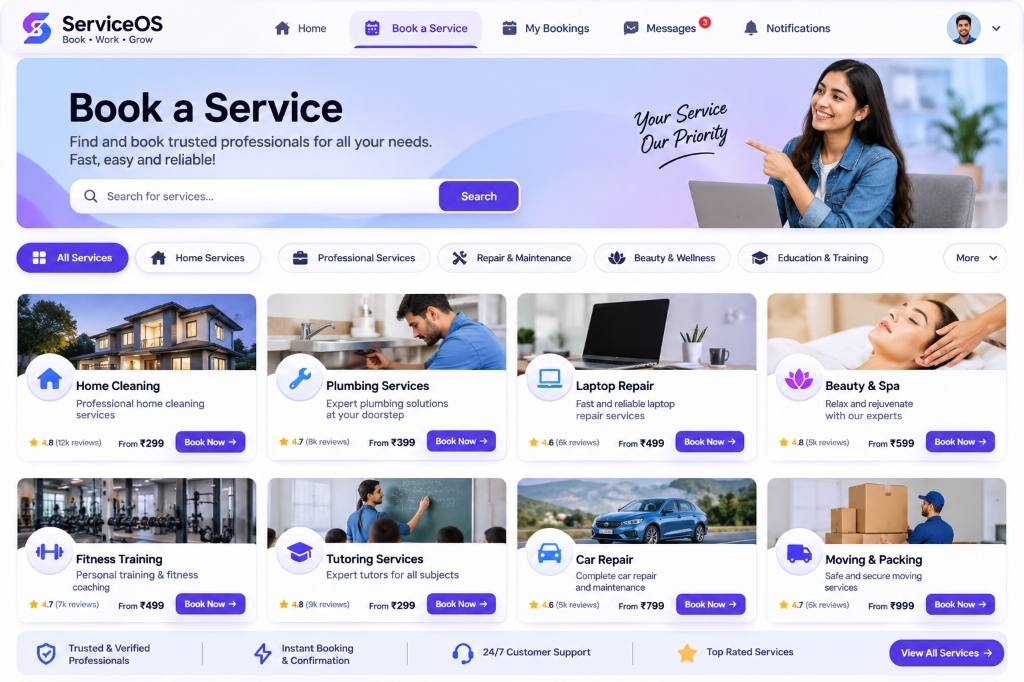 ServiceOS
Book • Work • Grow
Home
Book a Service
My Bookings
Messages
3
Notifications
Book a Service
Find and book trusted professionals for all your needs.
Fast, easy and reliable!
Search for services...
Search
Your Service
Our Priority
All Services
Home Services
Professional Services
Repair & Maintenance
Beauty & Wellness
Education & Training
More
Home Cleaning
Professional home cleaning
services
4.8 (12k reviews)
From ₹299
Book Now →
Plumbing Services
Expert plumbing solutions
at your doorstep
4.7 (8k reviews)
From ₹399
Book Now →
Laptop Repair
Fast and reliable laptop
repair services
4.6 (6k reviews)
From ₹499
Book Now →
Beauty & Spa
Relax and rejuvenate
with our experts
4.8 (5k reviews)
From ₹599
Book Now →
Fitness Training
Personal training & fitness
coaching
4.7 (7k reviews)
From ₹499
Book Now →
Tutoring Services
Expert tutors for all subjects
4.8 (9k reviews)
From ₹299
Book Now →
Car Repair
Complete car repair
and maintenance
4.6 (5k reviews)
From ₹799
Book Now →
Moving & Packing
Safe and secure moving
services
4.7 (6k reviews)
From ₹999
Book Now →
Trusted & Verified
Professionals
Instant Booking
& Confirmation
24/7 Customer Support
Top Rated Services
View All Services →